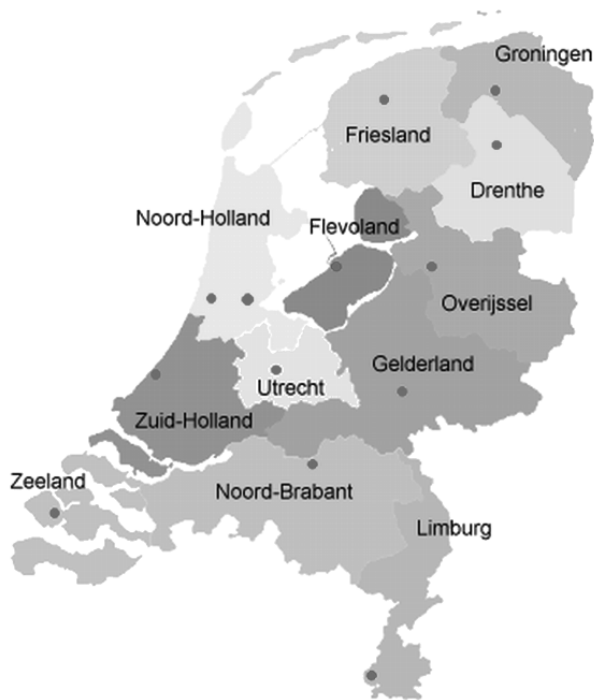 Groningen
Friesland
Drenthe
Noord-Holland
Flevoland
Overijssel
Gelderland
Utrecht
Zuid-Holland
Zeeland
Noord-Brabant
Limburg